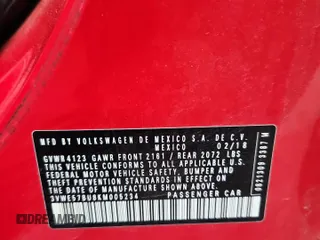 MFD BY VOLKSWAGEN DE MEXICO S.A. DE C.V.
MEXICO 02/18
GVWR 4123 GAWR FRONT 2161 / REAR 2072 LBS
THIS VEHICLE CONFORMS TO ALL APPLICABLE
FEDERAL MOTOR VEHICLE SAFETY, BUMPER AND
THEFT PREVENTION STANDARDS IN EFFECT ON
THE DATE OF MANUFACTURE SHOWN ABOVE.
3VWE57BU6KM005234 PASSENGER CAR
DREAMBID